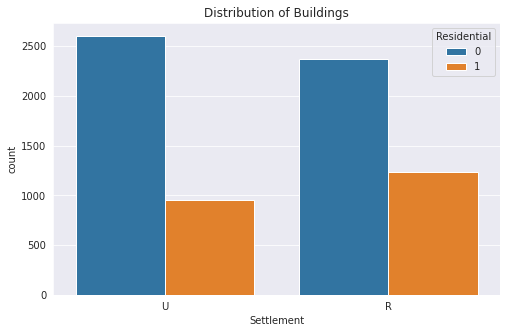 Distribution of Buildings
Residential
0
1
count
2500
2000
1500
1000
500
0
U
R
Settlement